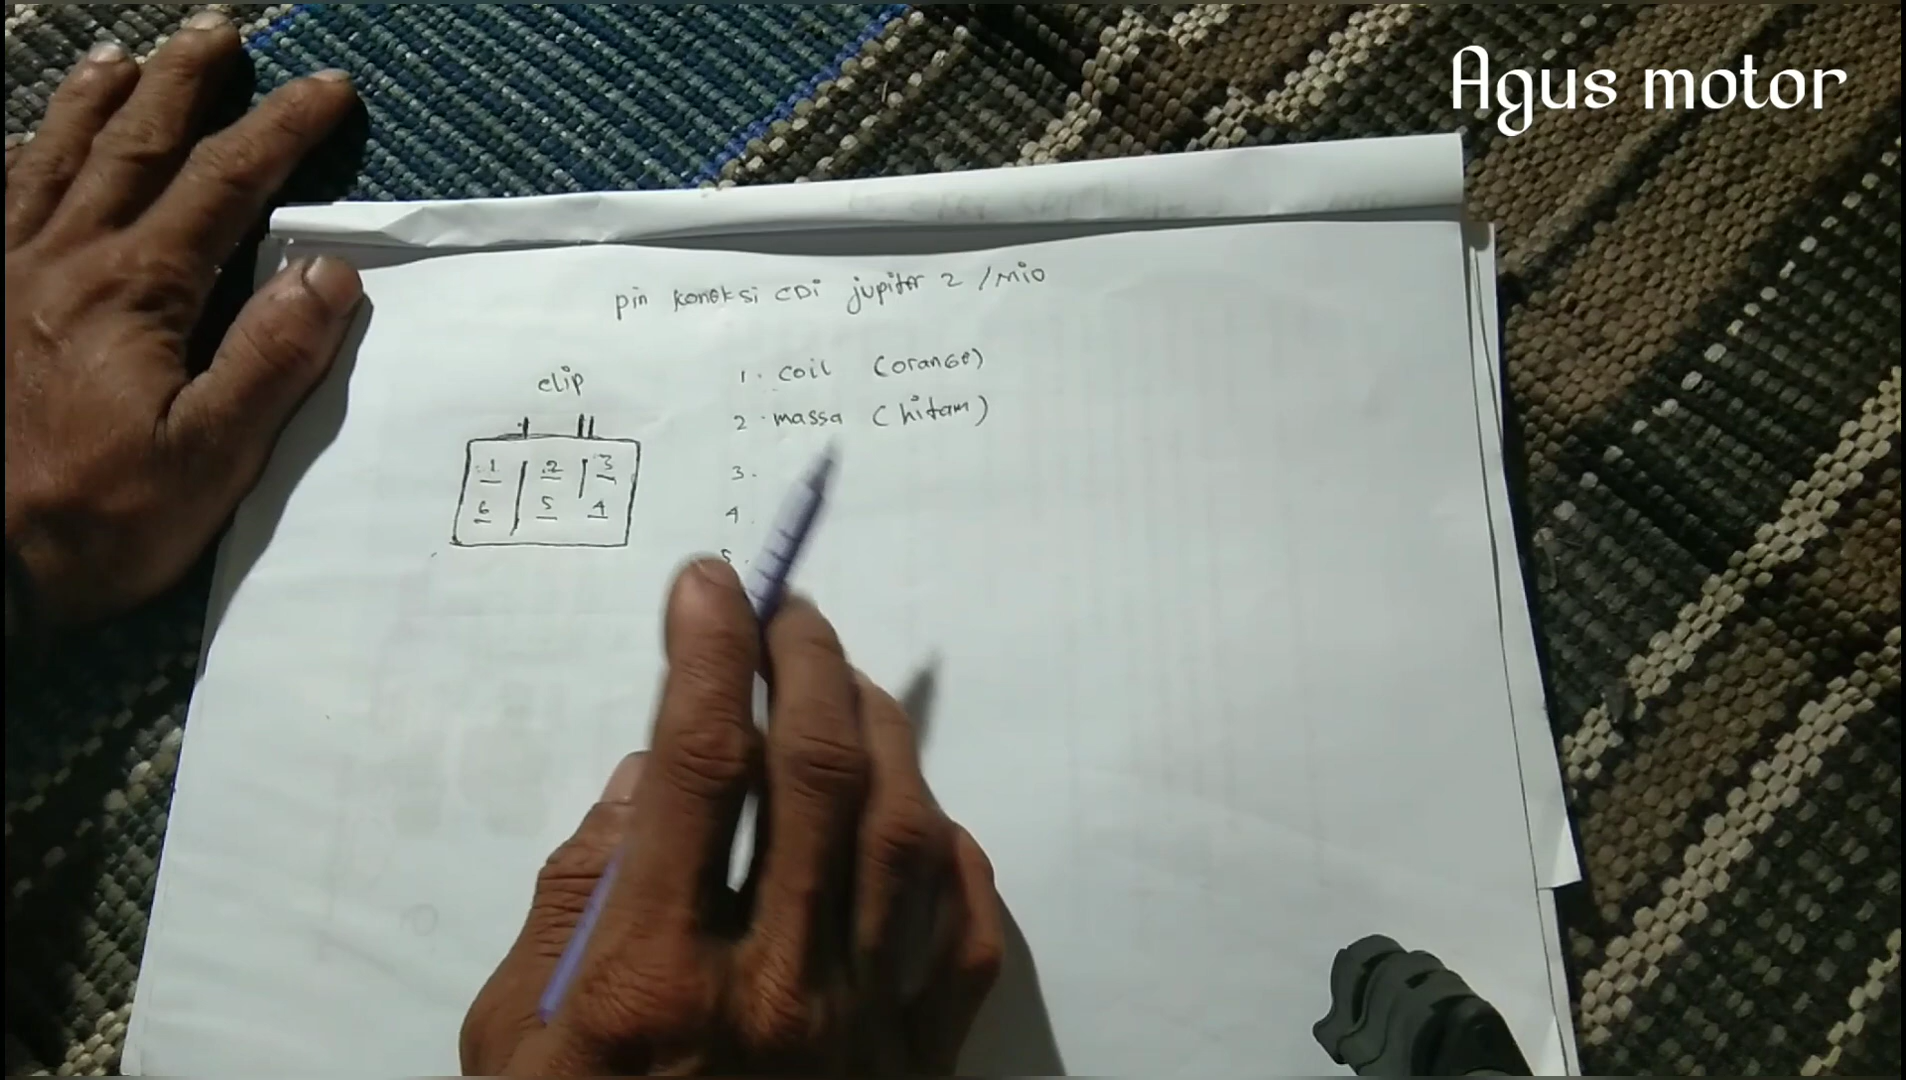 Agus motor
pin koneksi CDi jupiter 2 / Mio
clip
1. coil (orange)
2. massa (hitam)
1 2 3
3.
6 5 4
4.
5.